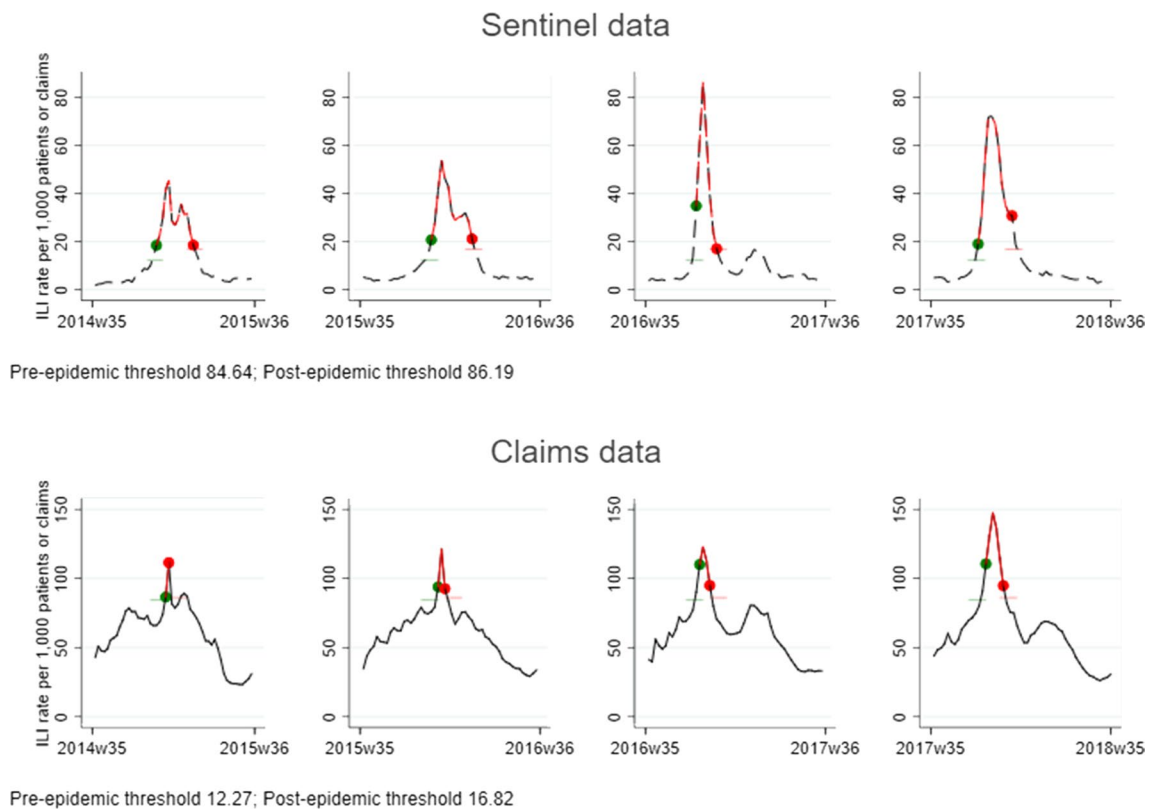 Sentinel data
ILI rate per 1,000 patients or claims
80
60
40
20
0
2014w35 2015w36
80
60
40
20
0
2015w35 2016w36
80
60
40
20
0
2016w35 2017w36
80
60
40
20
0
2017w35 2018w36
Pre-epidemic threshold 84.64; Post-epidemic threshold 86.19
Claims data
ILI rate per 1,000 patients or claims
150
100
50
0
2014w35 2015w36
150
100
50
0
2015w35 2016w36
150
100
50
0
2016w35 2017w36
150
100
50
0
2017w35 2018w35
Pre-epidemic threshold 12.27; Post-epidemic threshold 16.82